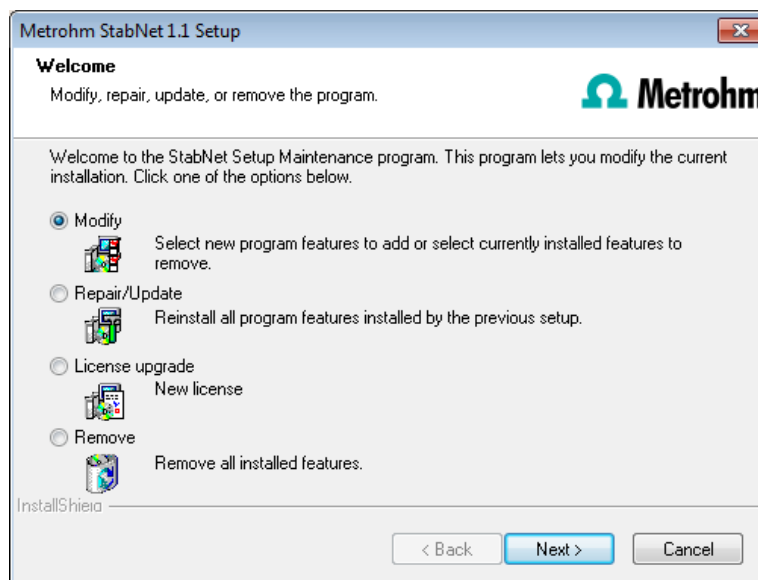 Metrohm StabNet 1.1 Setup
Welcome
Modify, repair, update, or remove the program.
Metrohm
Welcome to the StabNet Setup Maintenance program. This program lets you modify the current
installation. Click one of the options below.
Modify
Select new program features to add or select currently installed features to
remove.
Repair/Update
Reinstall all program features installed by the previous setup.
License upgrade
New license
Remove
Remove all installed features.
InstallShield
< Back
Next >
Cancel